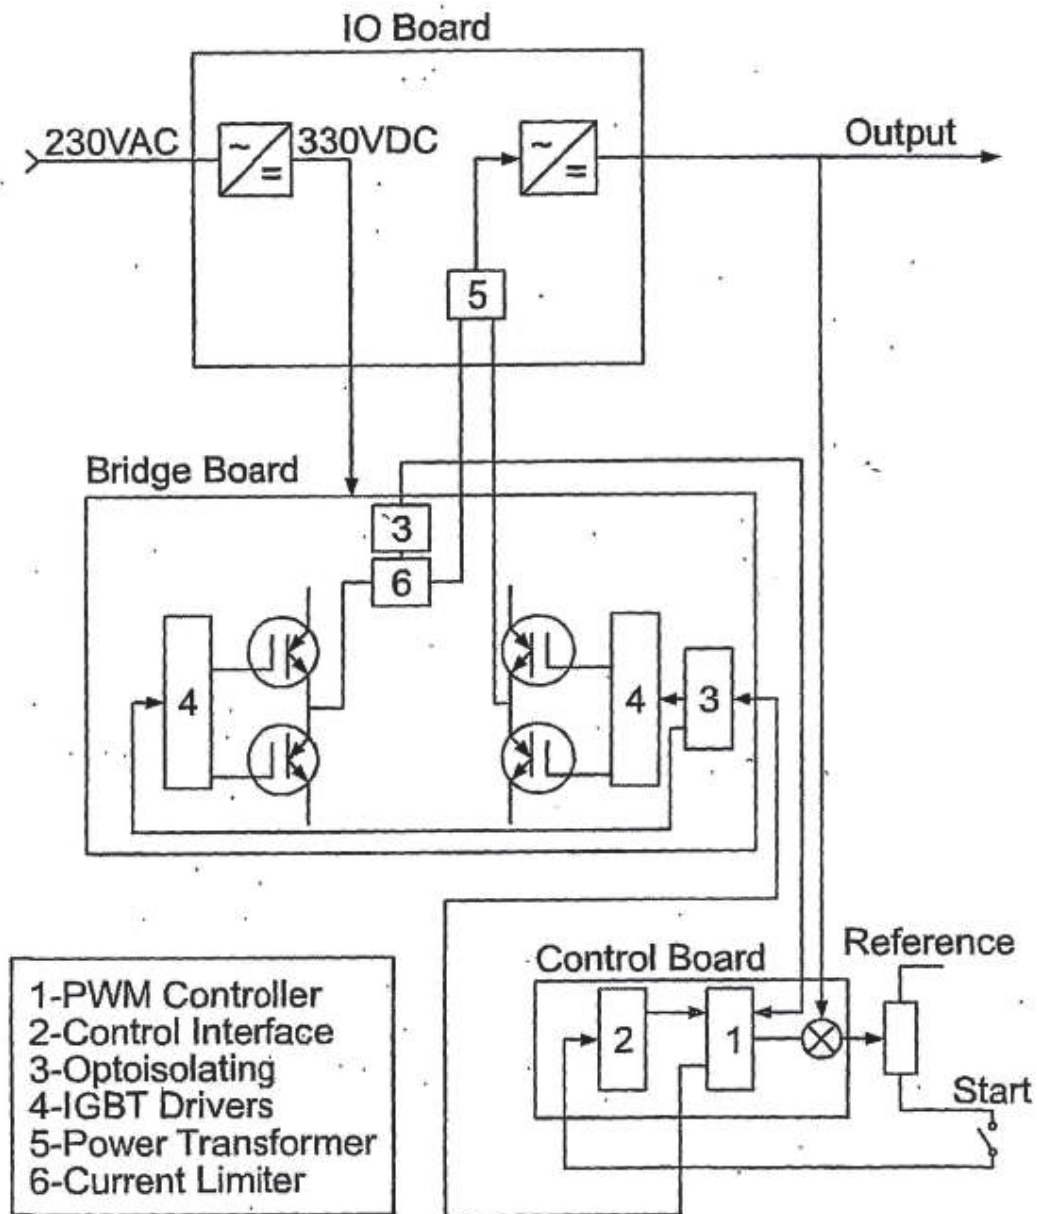 IO Board
230VAC
~
=
330VDC
~
=
Output
5
Bridge Board
3
6
4
4
3
Control Board
Reference
2
1
Start
1-PWM Controller
2-Control Interface
3-Optoisolating
4-IGBT Drivers
5-Power Transformer
6-Current Limiter